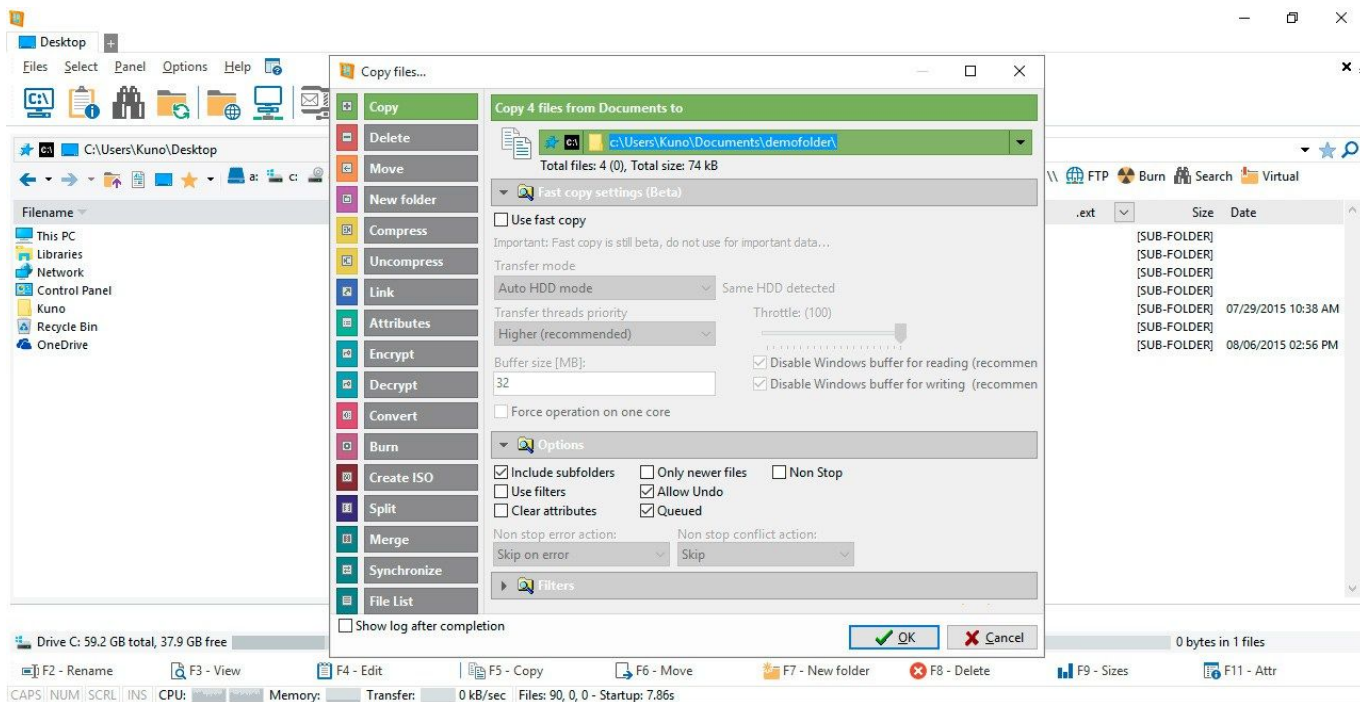 Desktop
Files Select Panel Options Help
C:\Users\Kuno\Desktop
a: c:
Filename
This PC
Libraries
Network
Control Panel
Kuno
Recycle Bin
OneDrive
Copy files...
Copy
Delete
Move
New folder
Compress
Uncompress
Link
Attributes
Encrypt
Decrypt
Convert
Burn
Create ISO
Split
Merge
Synchronize
File List
Copy 4 files from Documents to
c:\Users\Kuno\Documents\demofolder\
Total files: 4 (0), Total size: 74 kB
Fast copy settings (Beta)
Use fast copy
Important: Fast copy is still beta, do not use for important data...
Transfer mode
Auto HDD mode Same HDD detected
Transfer threads priority Throttle: (100)
Higher (recommended)
Buffer size [MB]:
Disable Windows buffer for reading (recommen
32
Disable Windows buffer for writing (recommen
Force operation on one core
Options
Include subfolders Only newer files Non Stop
Use filters Allow Undo
Clear attributes Queued
Non stop error action: Non stop conflict action:
Skip on error Skip
Filters
Show log after completion
OK Cancel
\\ FTP Burn Search Virtual
.ext Size Date
[SUB-FOLDER]
[SUB-FOLDER]
[SUB-FOLDER]
[SUB-FOLDER]
[SUB-FOLDER] 07/29/2015 10:38 AM
[SUB-FOLDER]
[SUB-FOLDER] 08/06/2015 02:56 PM
Drive C: 59.2 GB total, 37.9 GB free
0 bytes in 1 files
F2 - Rename F3 - View F4 - Edit F5 - Copy F6 - Move F7 - New folder F8 - Delete F9 - Sizes F11 - Attr
CAPS NUM SCRL INS CPU: Memory: Transfer: 0 kB/sec Files: 90, 0, 0 - Startup: 7.86s